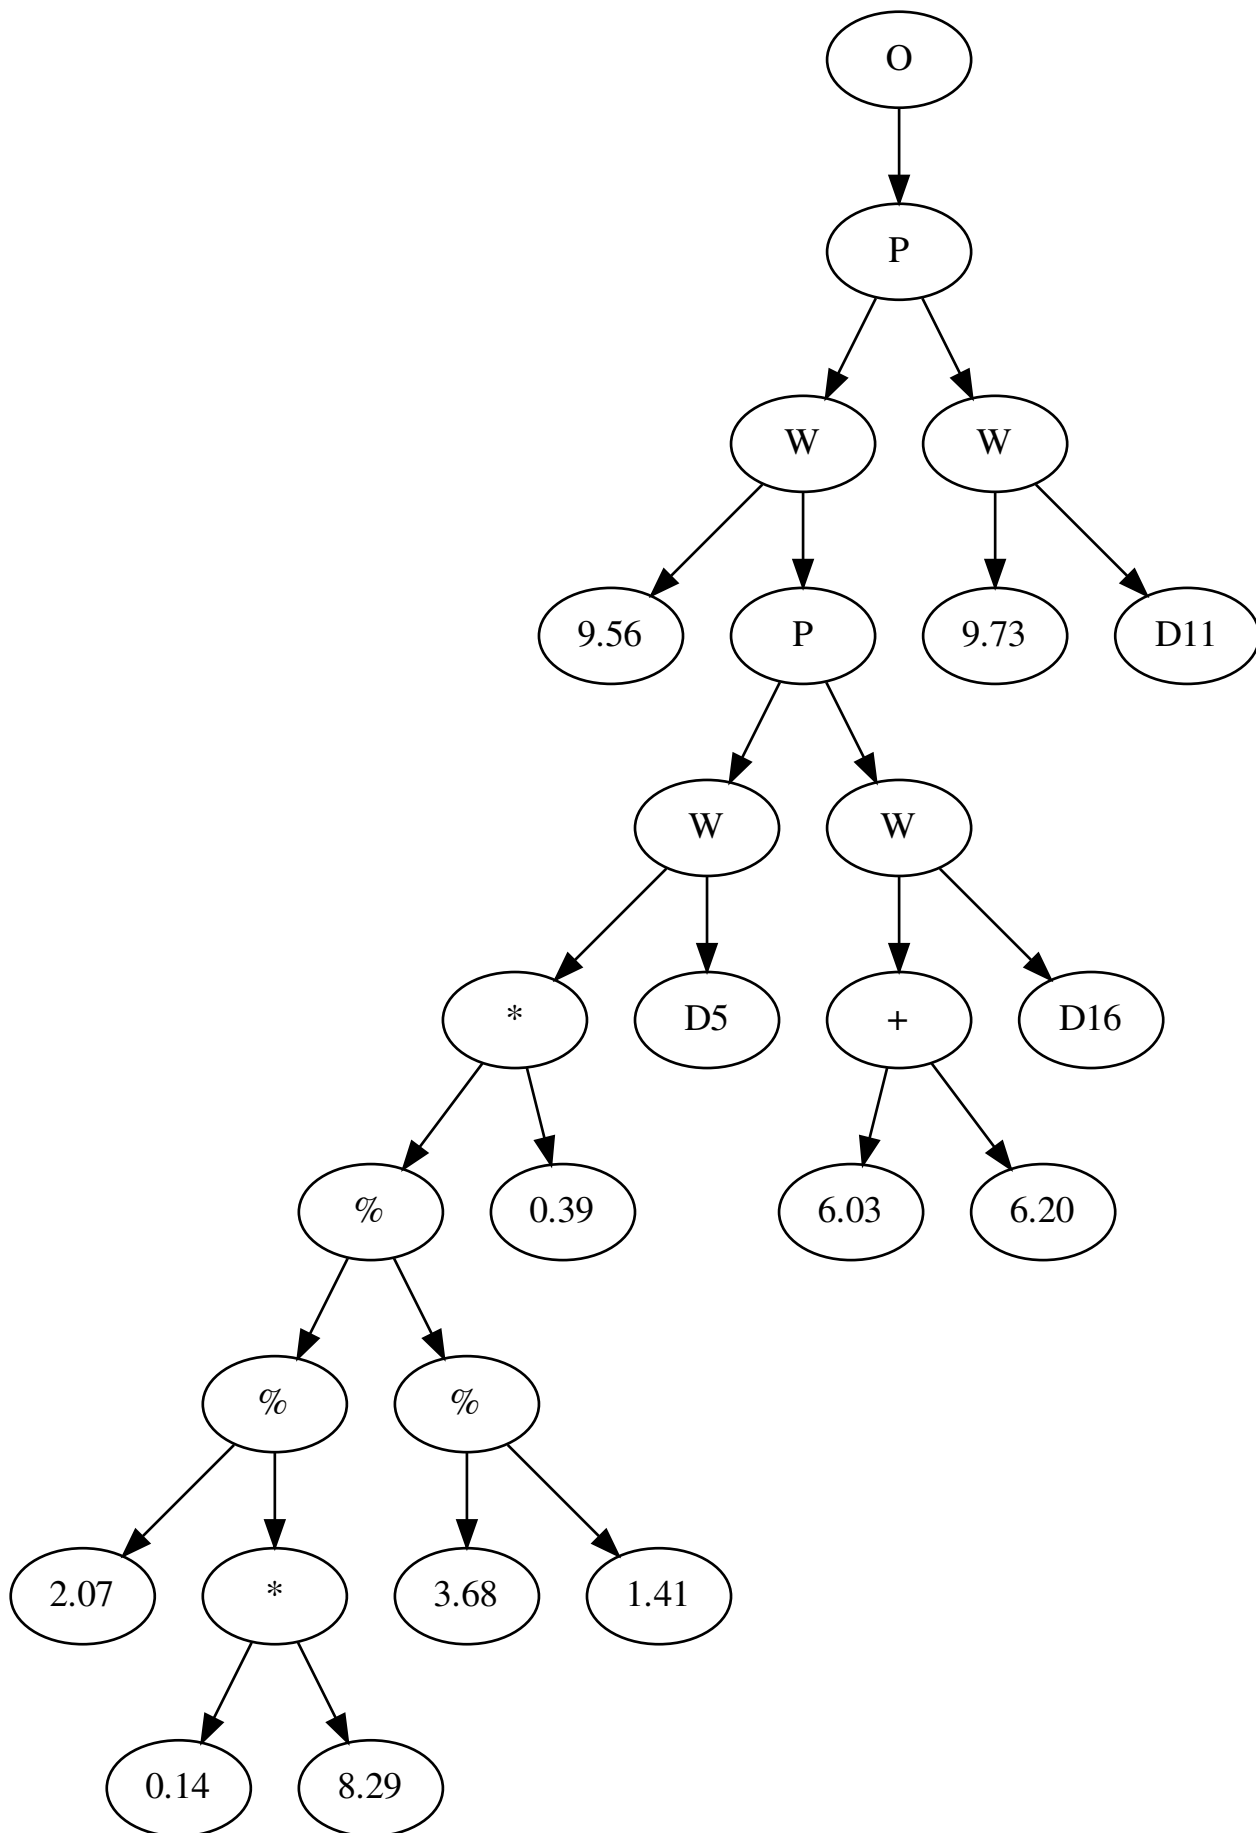 O
P
W W
9.56 P 9.73 D11
W W
* D5 + D16
% 0.39 6.03 6.20
% %
2.07 * 3.68 1.41
0.14 8.29